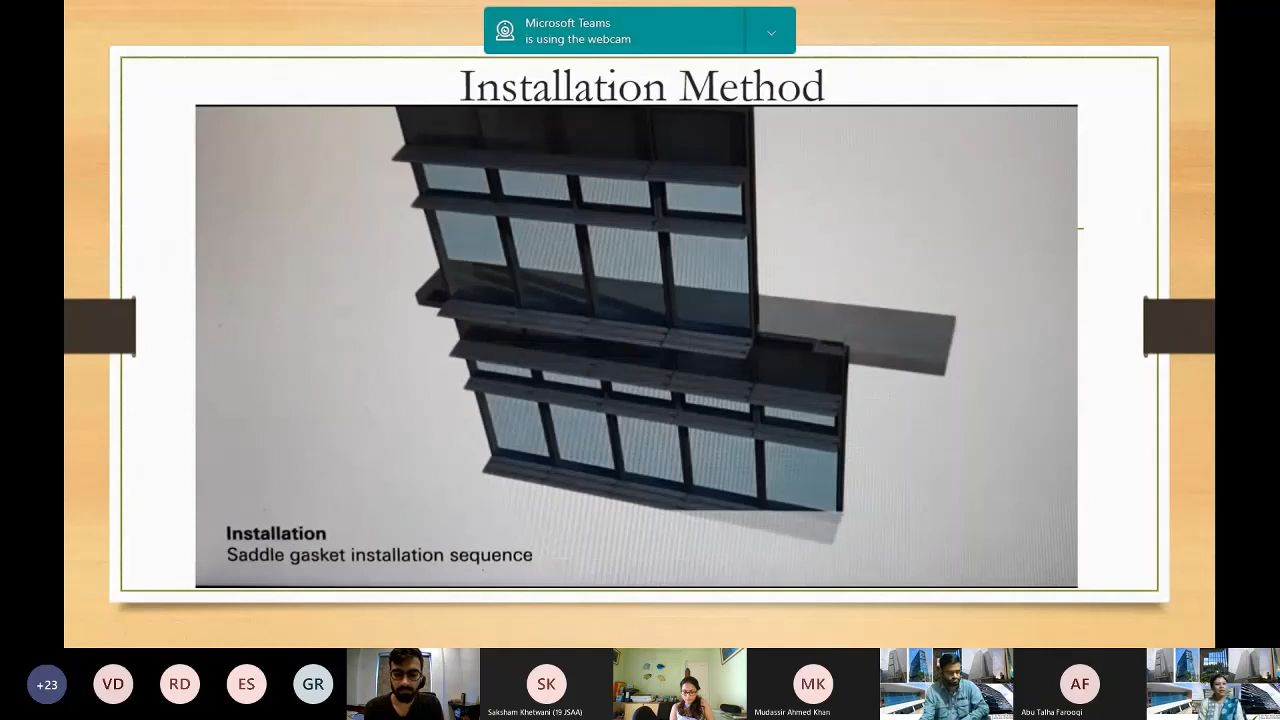 Microsoft Teams
is using the webcam
Installation Method
Installation
Saddle gasket installation sequence
+23
VD
RD
ES
GR
SK
Saksham Khetwani (19 JSAA)
MK
Mudassir Ahmed Khan
AF
Abu Talha Farooqi